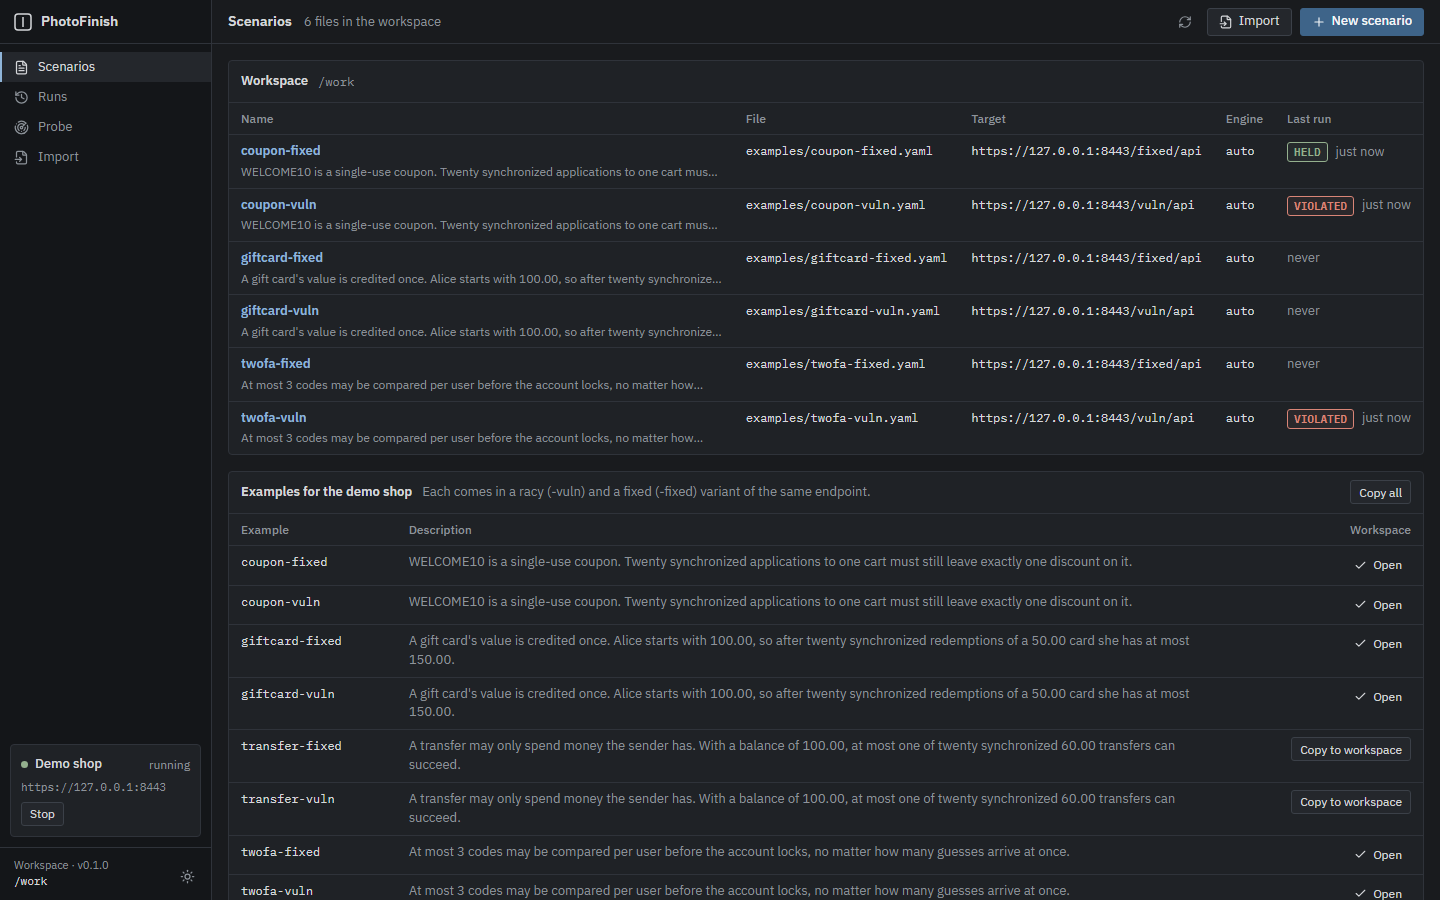 PhotoFinish
Scenarios
Runs
Probe
Import
Demo shop running
https://127.0.0.1:8443
Stop
Workspace · v0.1.0
/work
Scenarios 6 files in the workspace
Import
New scenario
Workspace /work
Name File Target Engine Last run
coupon-fixed examples/coupon-fixed.yaml https://127.0.0.1:8443/fixed/api auto HELD just now
WELCOME10 is a single-use coupon. Twenty synchronized applications to one cart mus...
coupon-vuln examples/coupon-vuln.yaml https://127.0.0.1:8443/vuln/api auto VIOLATED just now
WELCOME10 is a single-use coupon. Twenty synchronized applications to one cart mus...
giftcard-fixed examples/giftcard-fixed.yaml https://127.0.0.1:8443/fixed/api auto never
A gift card's value is credited once. Alice starts with 100.00, so after twenty synchronize...
giftcard-vuln examples/giftcard-vuln.yaml https://127.0.0.1:8443/vuln/api auto never
A gift card's value is credited once. Alice starts with 100.00, so after twenty synchronize...
twofa-fixed examples/twofa-fixed.yaml https://127.0.0.1:8443/fixed/api auto never
At most 3 codes may be compared per user before the account locks, no matter how...
twofa-vuln examples/twofa-vuln.yaml https://127.0.0.1:8443/vuln/api auto VIOLATED just now
At most 3 codes may be compared per user before the account locks, no matter how...
Examples for the demo shop Each comes in a racy (-vuln) and a fixed (-fixed) variant of the same endpoint. Copy all
Example Description Workspace
coupon-fixed WELCOME10 is a single-use coupon. Twenty synchronized applications to one cart must still leave exactly one discount on it. Open
coupon-vuln WELCOME10 is a single-use coupon. Twenty synchronized applications to one cart must still leave exactly one discount on it. Open
giftcard-fixed A gift card's value is credited once. Alice starts with 100.00, so after twenty synchronized redemptions of a 50.00 card she has at most Open
150.00.
giftcard-vuln A gift card's value is credited once. Alice starts with 100.00, so after twenty synchronized redemptions of a 50.00 card she has at most Open
150.00.
transfer-fixed A transfer may only spend money the sender has. With a balance of 100.00, at most one of twenty synchronized 60.00 transfers can Copy to workspace
succeed.
transfer-vuln A transfer may only spend money the sender has. With a balance of 100.00, at most one of twenty synchronized 60.00 transfers can Copy to workspace
succeed.
twofa-fixed At most 3 codes may be compared per user before the account locks, no matter how many guesses arrive at once. Open
twofa-vuln At most 3 codes may be compared per user before the account locks, no matter how many guesses arrive at once. Open